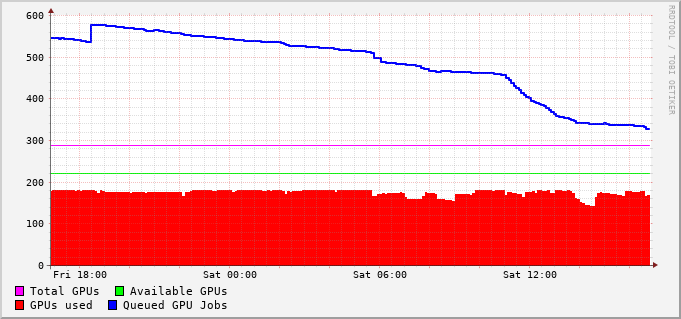 600
500
400
300
200
100
0
Fri 18:00 Sat 00:00 Sat 06:00 Sat 12:00
Total GPUs Available GPUs
GPUs used Queued GPU Jobs
RRDTOOL / TOBI OETIKER